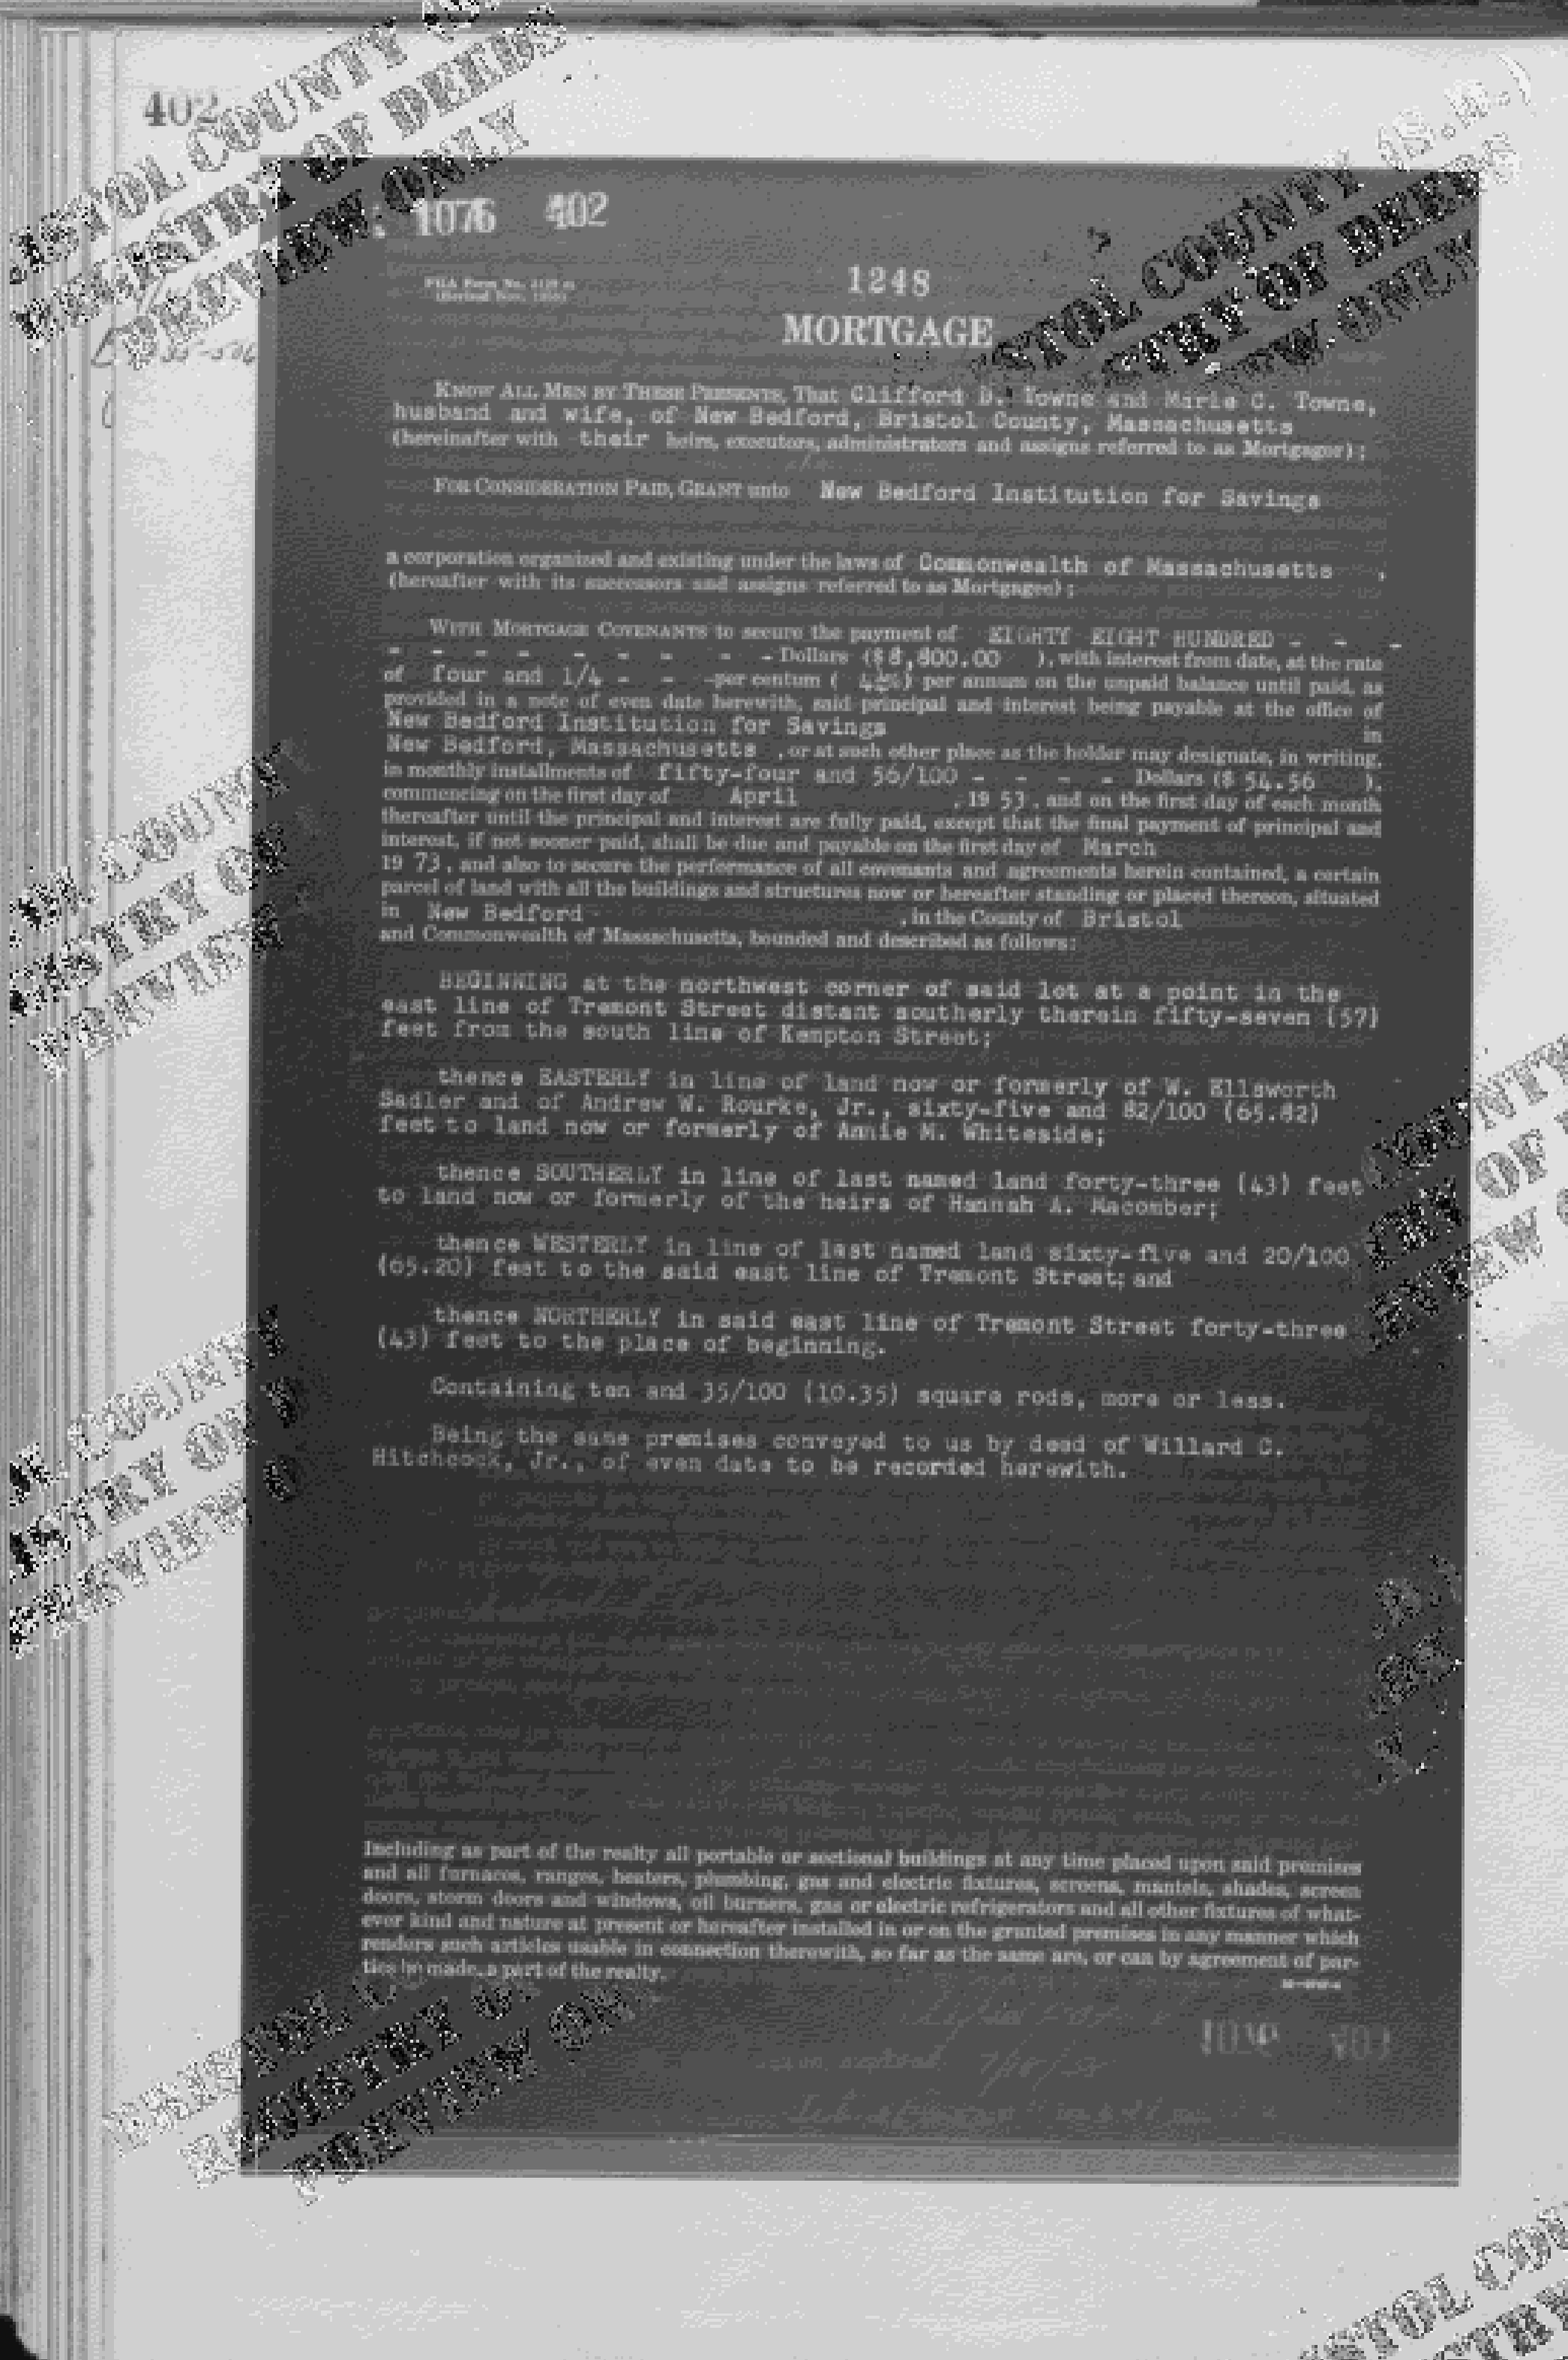 402
1076 402
1248
MORTGAGE
KNOW ALL MEN BY THESE PRESENTS, That Clifford D. Towne and Marie C. Towne,
husband and wife, of New Bedford, Bristol County, Massachusetts
(hereinafter with their heirs, executors, administrators and assigns referred to as Mortgagor);
FOR CONSIDERATION PAID, GRANT unto New Bedford Institution for Savings
a corporation organized and existing under the laws of Commonwealth of Massachusetts ,
(hereafter with its successors and assigns referred to as Mortgagee);
WITH MORTGAGE COVENANTS to secure the payment of EIGHTY EIGHT HUNDRED - - -
- - - - - - - - - Dollars ($8,800.00 ), with interest from date, at the rate
of four and 1/4 - - -per centum ( 4¼%) per annum on the unpaid balance until paid, as
provided in a note of even date herewith, said principal and interest being payable at the office of
New Bedford Institution for Savings in
New Bedford, Massachusetts , or at such other place as the holder may designate, in writing,
in monthly installments of fifty-four and 56/100 - - - - Dollars ($ 54.56 ),
commencing on the first day of April , 19 53 , and on the first day of each month
thereafter until the principal and interest are fully paid, except that the final payment of principal and
interest, if not sooner paid, shall be due and payable on the first day of March
19 73 , and also to secure the performance of all covenants and agreements herein contained, a certain
parcel of land with all the buildings and structures now or hereafter standing or placed thereon, situated
in New Bedford - , in the County of Bristol
and Commonwealth of Massachusetts, bounded and described as follows:
BEGINNING at the northwest corner of said lot at a point in the
east line of Tremont Street distant southerly therein fifty-seven (57)
feet from the south line of Kempton Street;
thence EASTERLY in line of land now or formerly of W. Ellsworth
Sadler and of Andrew W. Rourke, Jr., sixty-five and 82/100 (65.82)
feet to land now or formerly of Annie M. Whiteside;
thence SOUTHERLY in line of last named land forty-three (43) feet
to land now or formerly of the heirs of Hannah A. Macomber;
thence WESTERLY in line of last named land sixty-five and 20/100
(65.20) feet to the said east line of Tremont Street; and
thence NORTHERLY in said east line of Tremont Street forty-three
(43) feet to the place of beginning.
Containing ten and 35/100 (10.35) square rods, more or less.
Being the same premises conveyed to us by deed of Willard C.
Hitchcock, Jr., of even date to be recorded herewith.
Including as part of the realty all portable or sectional buildings at any time placed upon said premises
and all furnaces, ranges, heaters, plumbing, gas and electric fixtures, screens, mantels, shades, screen
doors, storm doors and windows, oil burners, gas or electric refrigerators and all other fixtures of what-
ever kind and nature at present or hereafter installed in or on the granted premises in any manner which
renders such articles usable in connection therewith, so far as the same are, or can by agreement of par-
ties be made, a part of the realty.